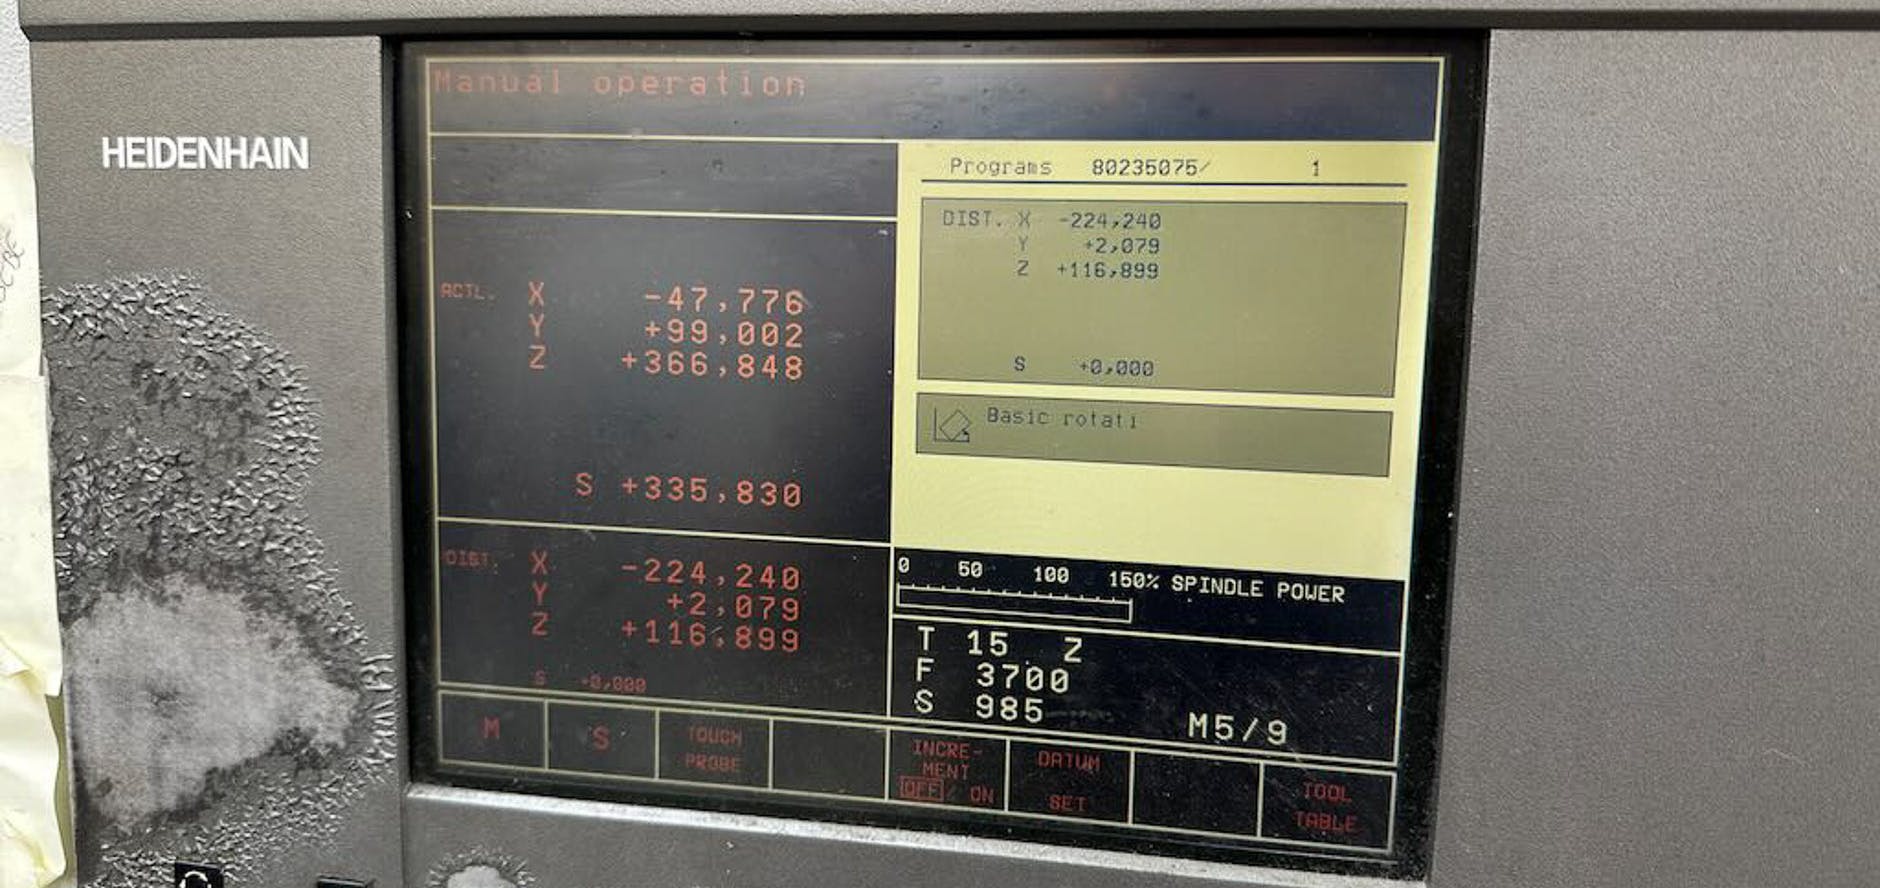 HEIDENHAIN
Manual operation
ACTL. X -47,776
Y +99,002
Z +366,848
S +335,830
DIST. X -224,240
Y +2,079
Z +116,899
S +0,000
Programs 80235075/ 1
DIST. X -224,240
Y +2,079
Z +116,899
S +0,000
Basic rotati
0 50 100 150% SPINDLE POWER
T 15 Z
F 3700
S 985 M5/9
M
S
TOUCH
PROBE
INCRE-
MENT
OFF/ ON
DATUM
SET
TOOL
TABLE